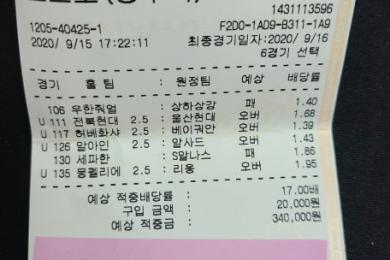 1431113596
1205-40425-1 F2D0-1AD9-B311-1A9
2020/ 9/15 17:22:11 최종경기일자:2020/ 9/16
6경기 선택
경기 홈 팀 : 원정팀 예상 배당률
106 우한줘얼 : 상하상강 패 1.40
U 111 전북현대 2.5 : 울산현대 오버 1.68
U 117 허베화샤 2.5 : 베이궈안 오버 1.39
U 126 알아인 2.5 : 알사드 오버 1.43
130 세파한 : S알나스 패 1.86
U 135 몽펠리에 2.5 : 리옹 오버 1.95
예상 적중배당률 : 17.00배
구입 금액 : 20,000원
예상 적중금 : 340,000원